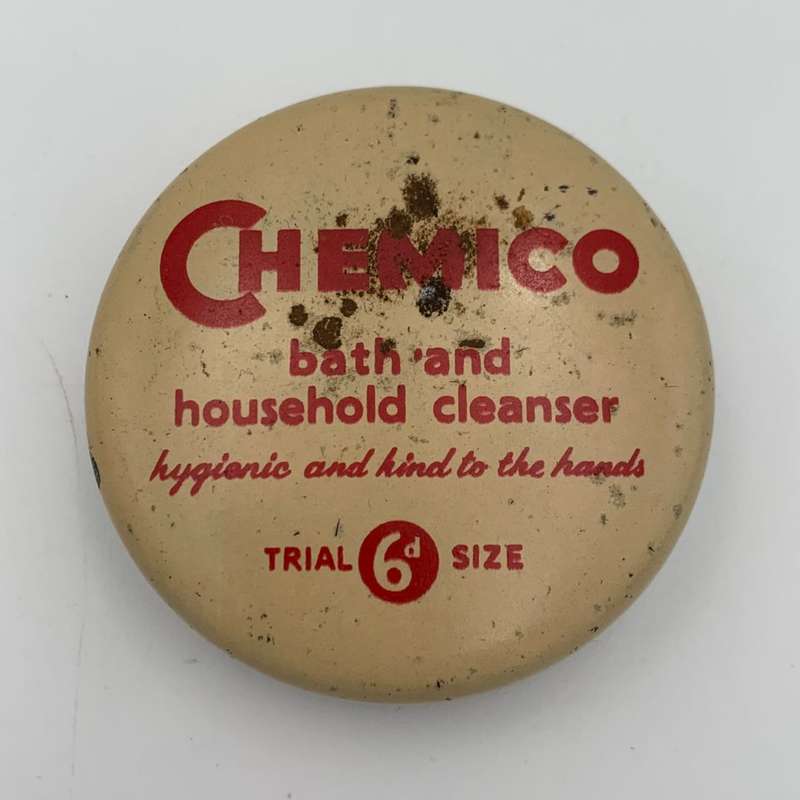 CHEMICO
bath and
household cleanser
hygienic and kind to the hands
TRIAL 6d SIZE